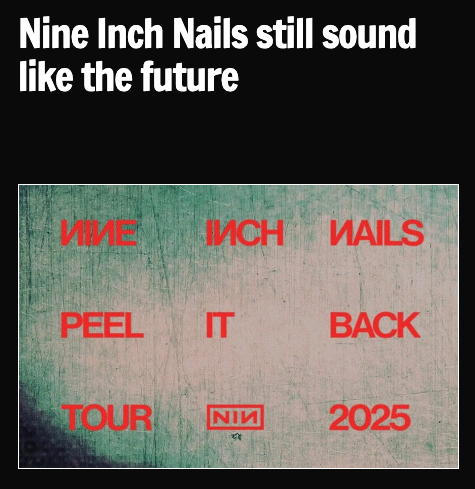 Nine Inch Nails still sound
like the future
NINE INCH NAILS
PEEL IT BACK
TOUR NIN 2025